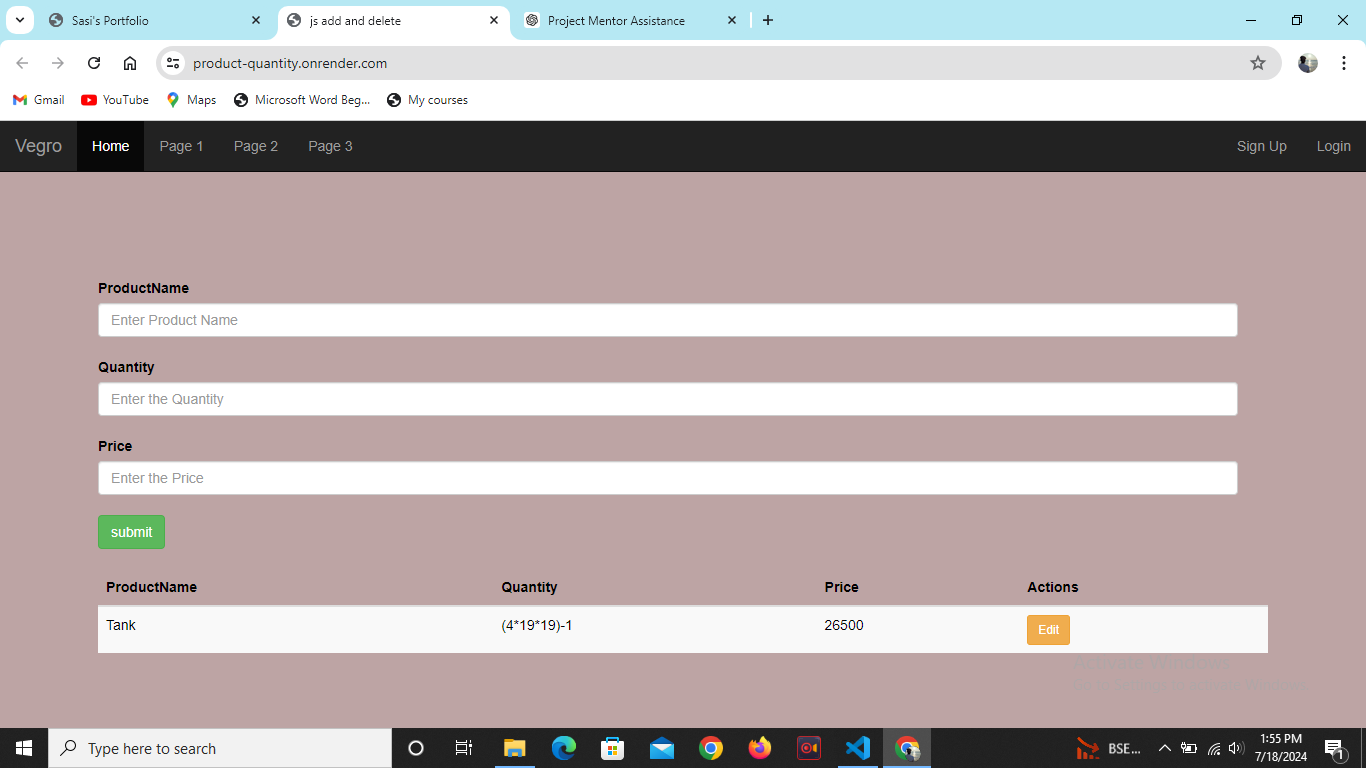 Sasi's Portfolio
js add and delete
Project Mentor Assistance
product-quantity.onrender.com
Gmail
YouTube
Maps
Microsoft Word Beg...
My courses
Vegro
Home
Page 1
Page 2
Page 3
Sign Up
Login
ProductName
Enter Product Name
Quantity
Enter the Quantity
Price
Enter the Price
submit
ProductName Quantity Price Actions
Tank (4*19*19)-1 26500 Edit
Type here to search
BSE...
1:55 PM
7/18/2024
1